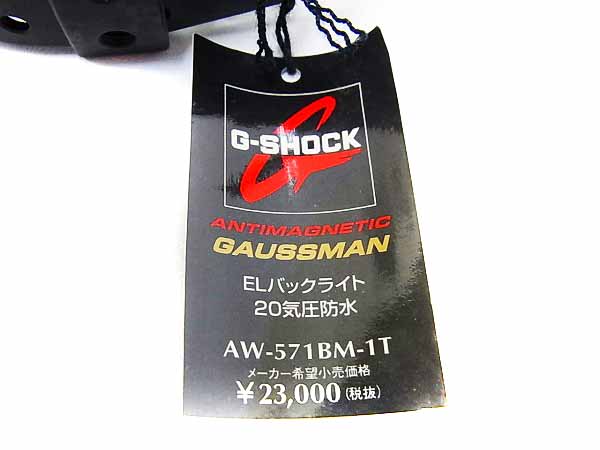 G-SHOCK
ANTIMAGNETIC
GAUSSMAN
ELバックライト
20気圧防水
AW-571BM-1T
メーカー希望小売価格
¥23,000(税抜)